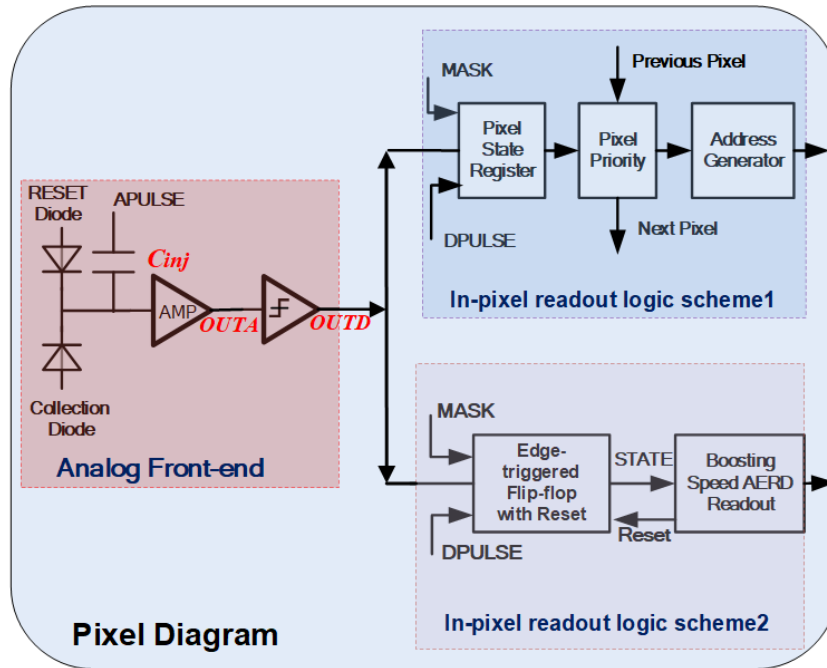 RESET
Diode
APULSE
Cinj
AMP
OUTA
OUTD
Collection
Diode
Analog Front-end
MASK
Previous Pixel
Pixel
State
Register
Pixel
Priority
Address
Generator
DPULSE
Next Pixel
In-pixel readout logic scheme1
MASK
Edge-
triggered
Flip-flop
with Reset
STATE
Reset
Boosting
Speed AERD
Readout
DPULSE
In-pixel readout logic scheme2
Pixel Diagram